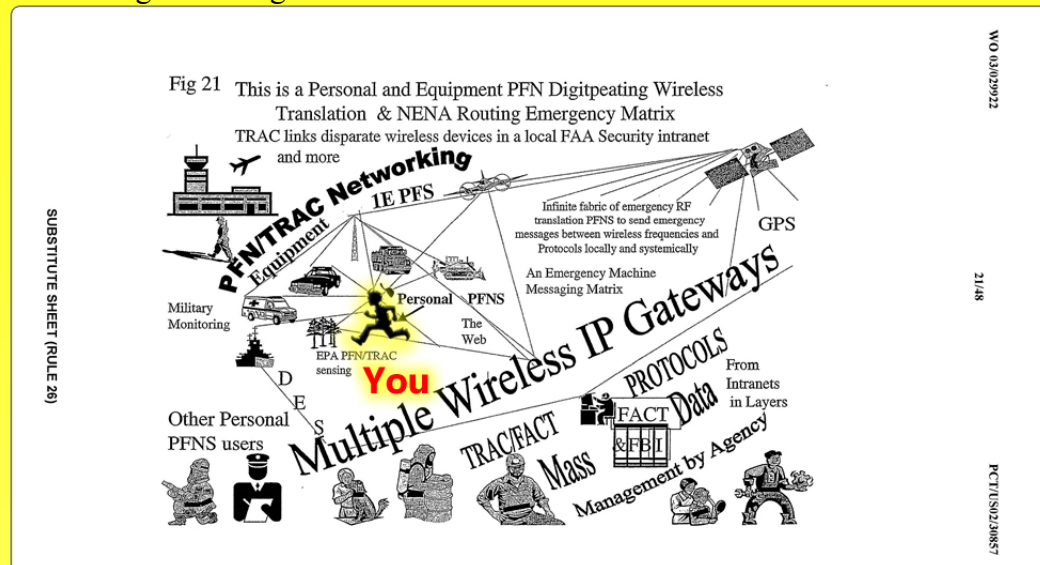 WO 03/029922
21/48
PCT/US02/30857
SUBSTITUTE SHEET (RULE 26)
Fig 21 This is a Personal and Equipment PFN Digitpeating Wireless
Translation & NENA Routing Emergency Matrix
TRAC links disparate wireless devices in a local FAA Security intranet
and more
PFN/TRAC Networking
1E PFS
Equipment
Infinite fabric of emergency RF
translation PFNS to send emergency
messages between wireless frequencies and
Protocols locally and systemically
GPS
An Emergency Machine
Messaging Matrix
Personal PFNS
Military
Monitoring
The
Web
EPA PFN/TRAC
sensing
You
D
E
S
Multiple Wireless IP Gateways
PROTOCOLS
Data
From
Intranets
in Layers
Other Personal
PFNS users
TRAC/FACT
Mass
FACT
&FBI
Management by Agency